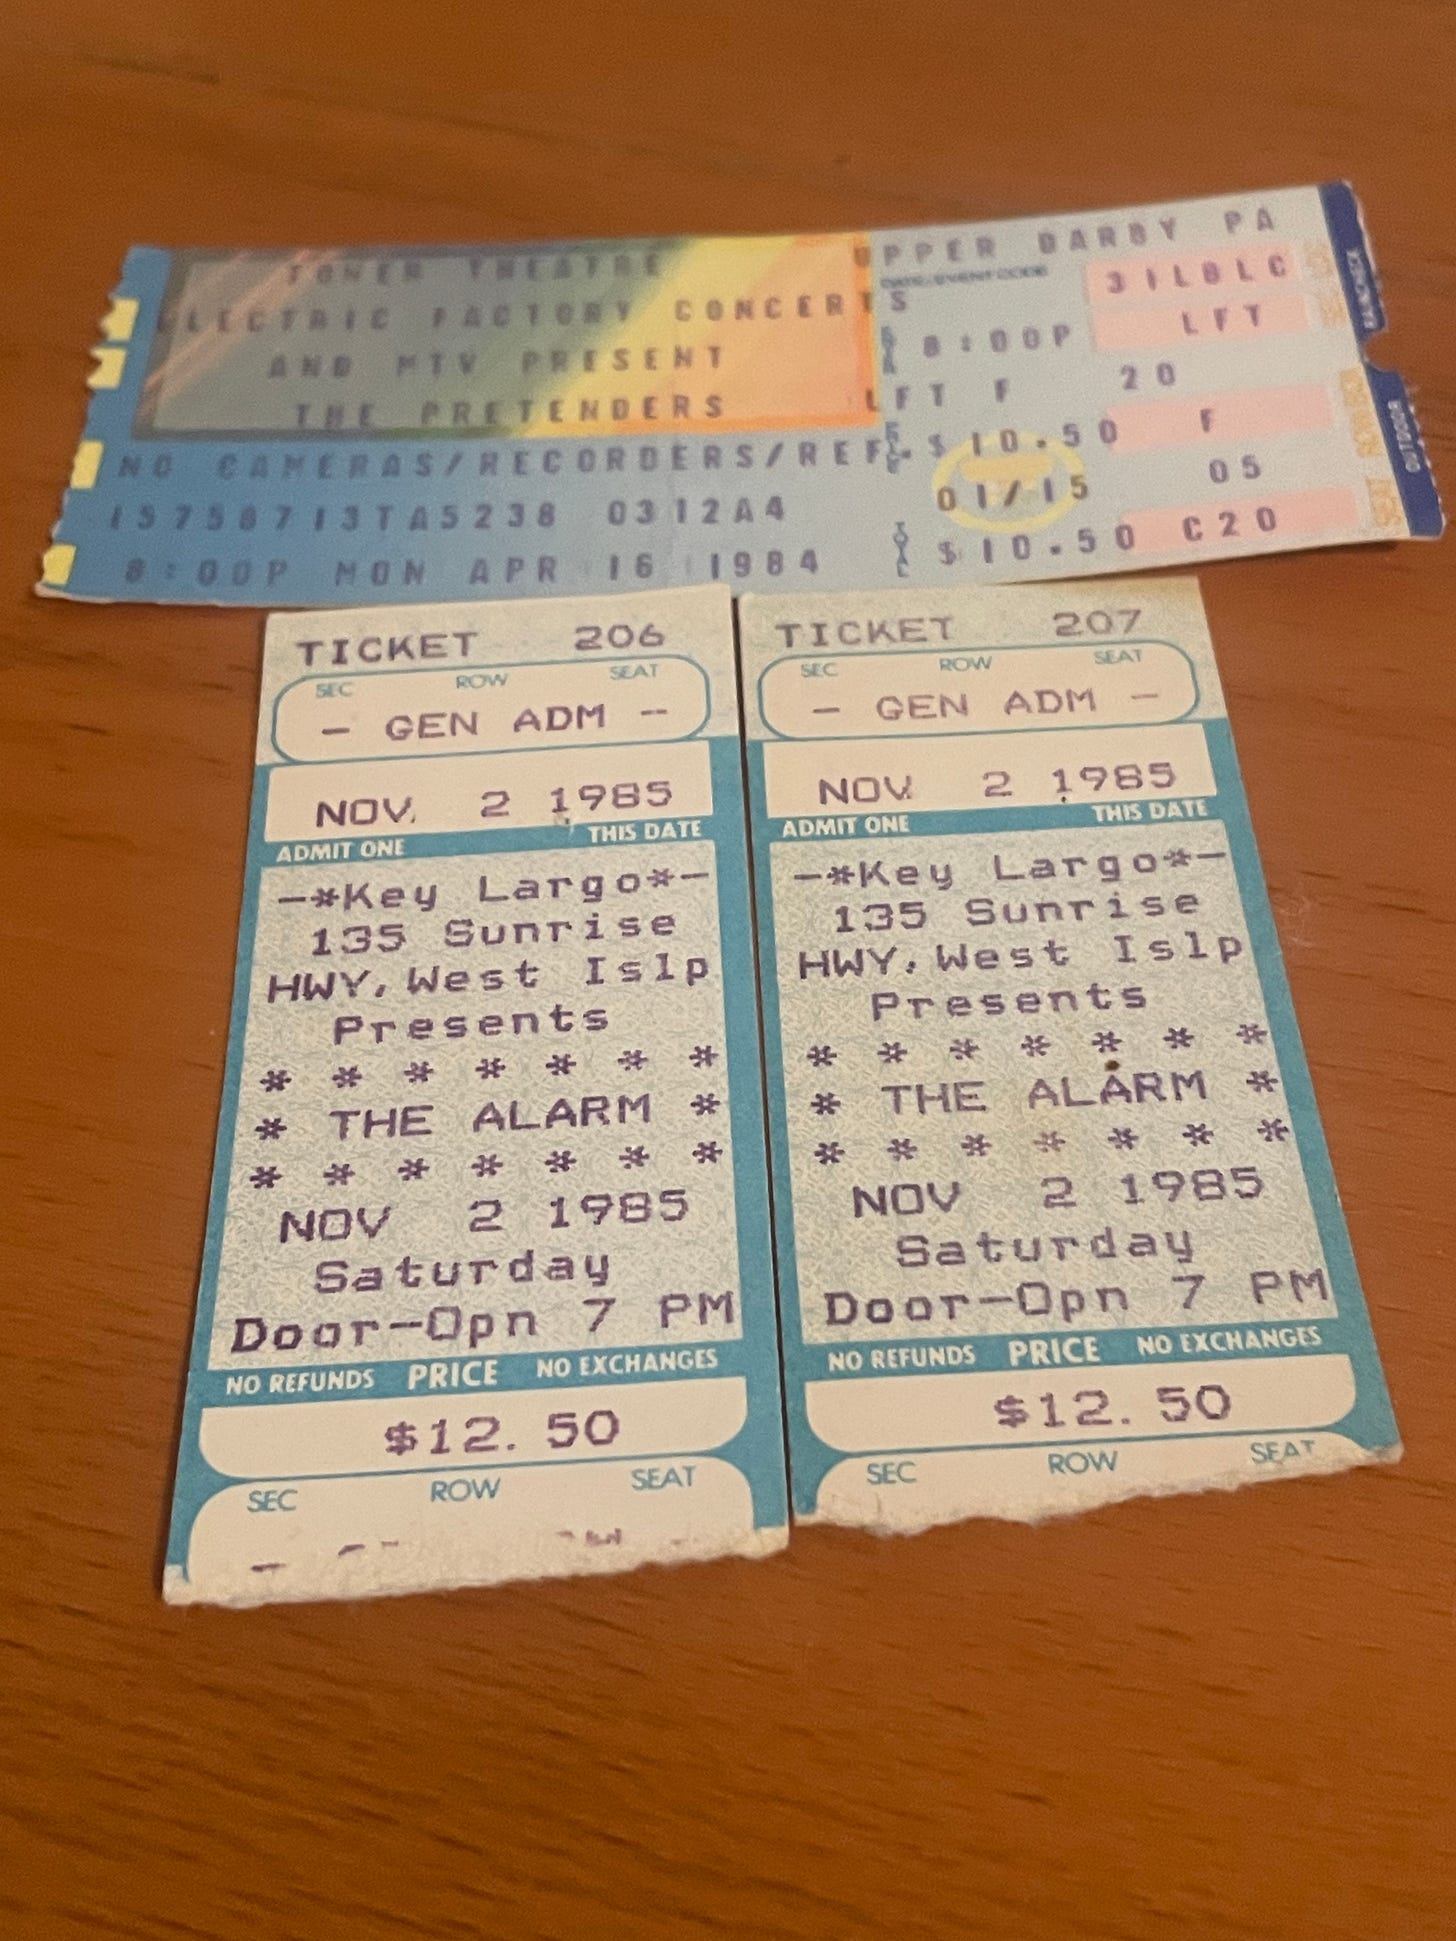 TOWER THEATRE UPPER DARBY PA
ELECTRIC FACTORY CONCERTS 31LBLC
AND MTV PRESENT 8:00P LFT
THE PRETENDERS LFT F 20
NO CAMERAS/RECORDERS/REF. $ 10.50 F
15758713TA5238 0312A4 01/15 05
8:00P MON APR 16 1984 $ 10.50 C20
RAINCHECK
TICKET 206
SEC ROW SEAT
- GEN ADM -
NOV. 2 1985
ADMIT ONE THIS DATE
-*Key Largo*-
135 Sunrise
HWY,West Islp
Presents
* * * * * * *
* THE ALARM *
* * * * * * *
NOV 2 1985
Saturday
Door-Opn 7 PM
NO REFUNDS PRICE NO EXCHANGES
$12. 50
SEC ROW SEAT
TICKET 207
SEC ROW SEAT
- GEN ADM -
NOV. 2 1985
ADMIT ONE THIS DATE
-*Key Largo*-
135 Sunrise
HWY,West Islp
Presents
* * * * * * *
* THE ALARM *
* * * * * * *
NOV 2 1985
Saturday
Door-Opn 7 PM
NO REFUNDS PRICE NO EXCHANGES
$12. 50
SEC ROW SEAT